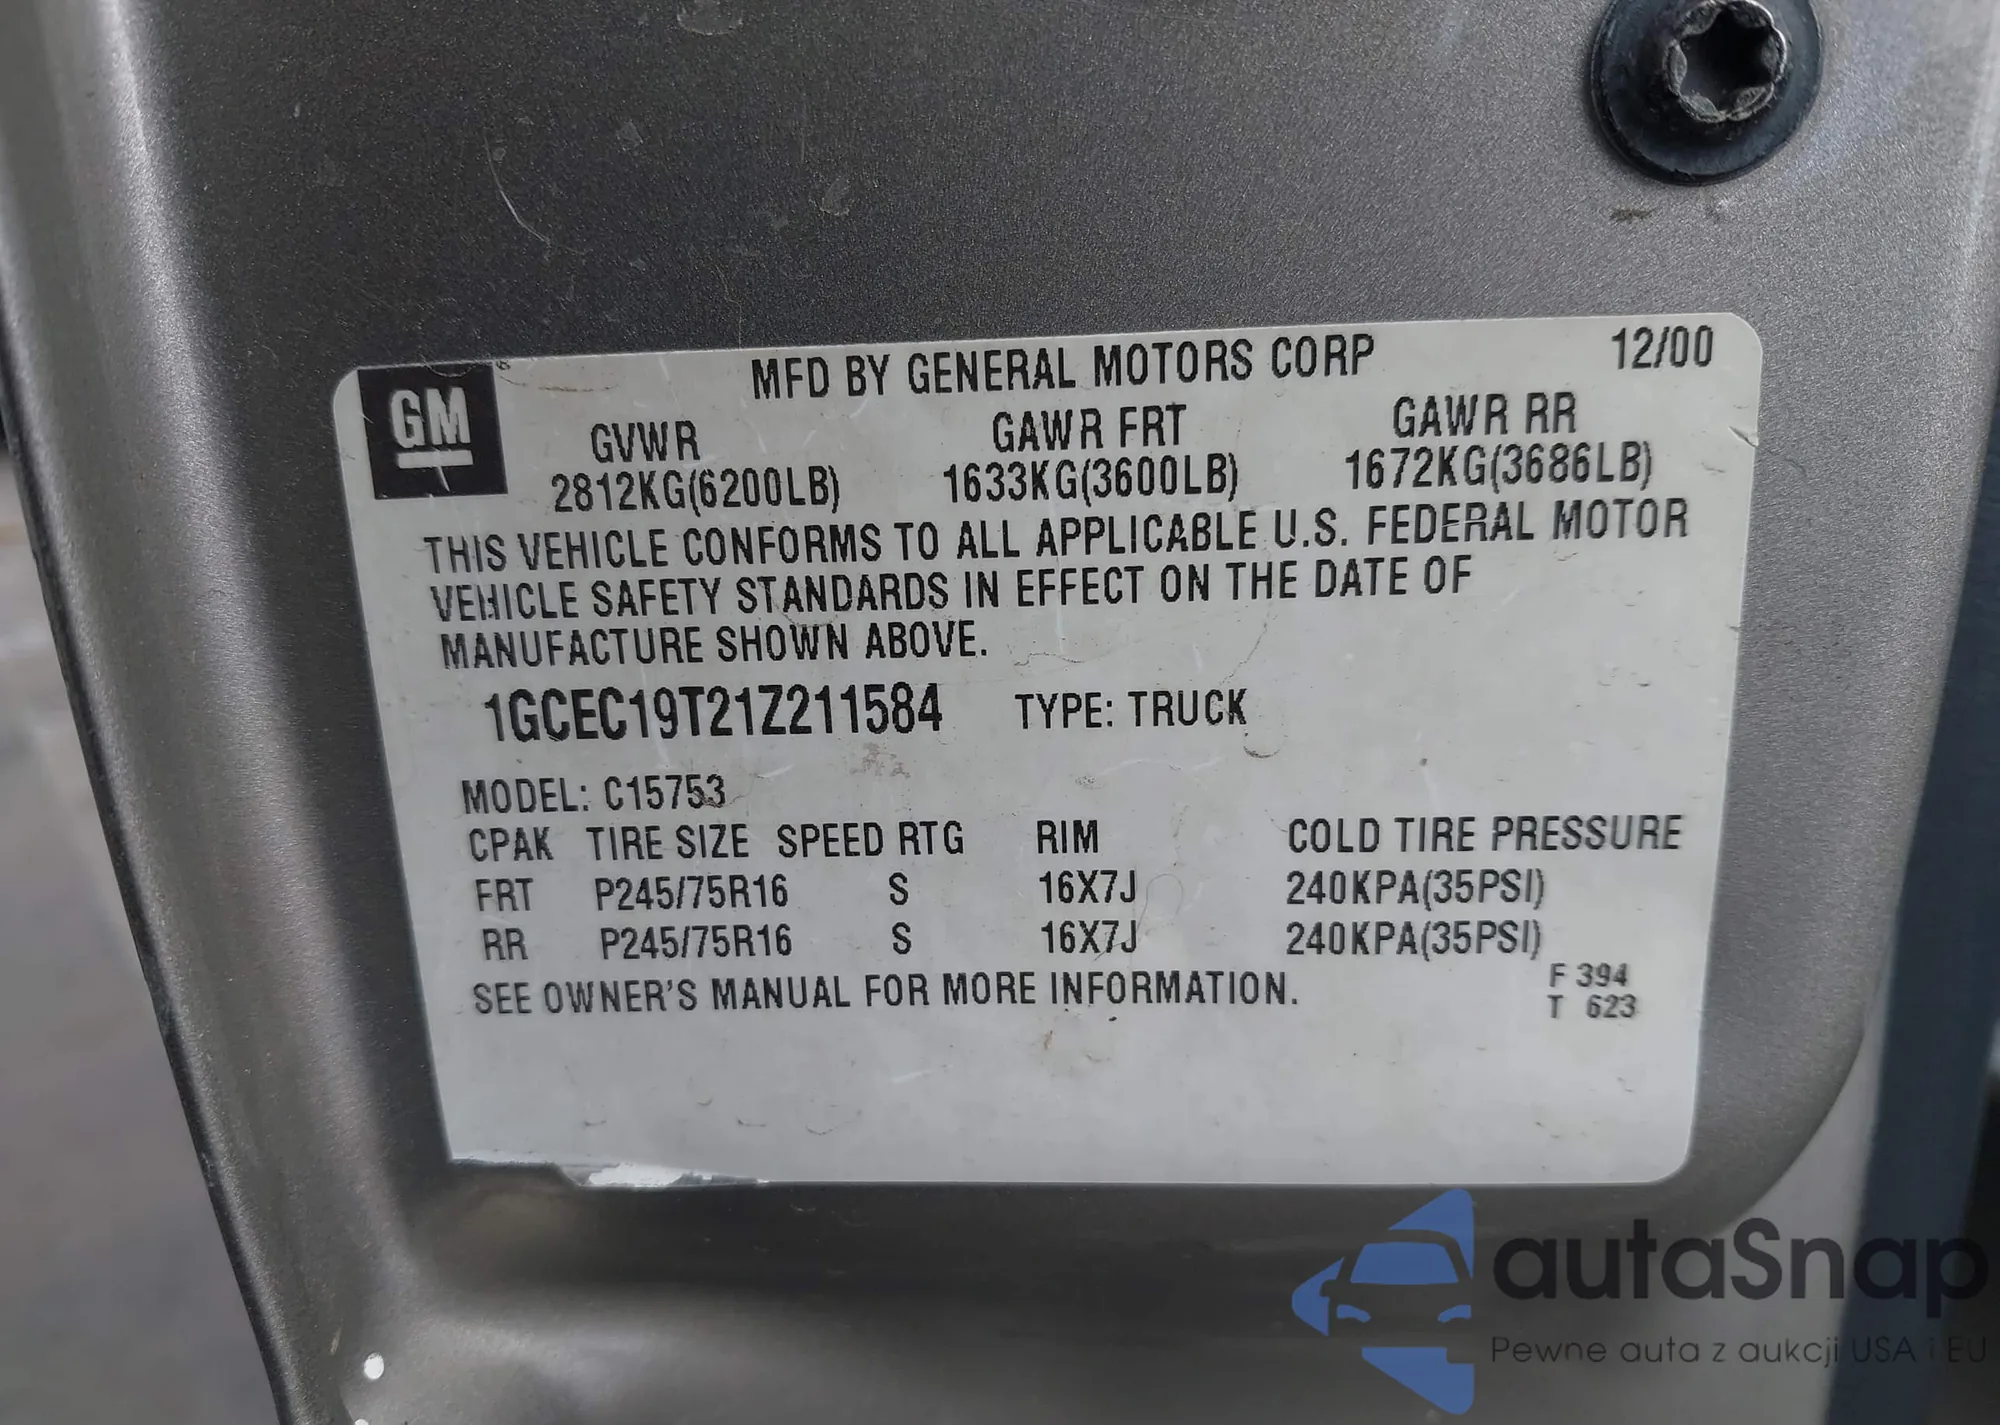 GM
MFD BY GENERAL MOTORS CORP 12/00
GVWR GAWR FRT GAWR RR
2812KG(6200LB) 1633KG(3600LB) 1672KG(3686LB)
THIS VEHICLE CONFORMS TO ALL APPLICABLE U.S. FEDERAL MOTOR
VEHICLE SAFETY STANDARDS IN EFFECT ON THE DATE OF
MANUFACTURE SHOWN ABOVE.
1GCEC19T21Z211584 TYPE: TRUCK
MODEL: C15753
CPAK TIRE SIZE SPEED RTG RIM COLD TIRE PRESSURE
FRT P245/75R16 S 16X7J 240KPA(35PSI)
RR P245/75R16 S 16X7J 240KPA(35PSI)
SEE OWNER'S MANUAL FOR MORE INFORMATION.
F 394
T 623
autaSnap
Pewne auta z aukcji USA i EU